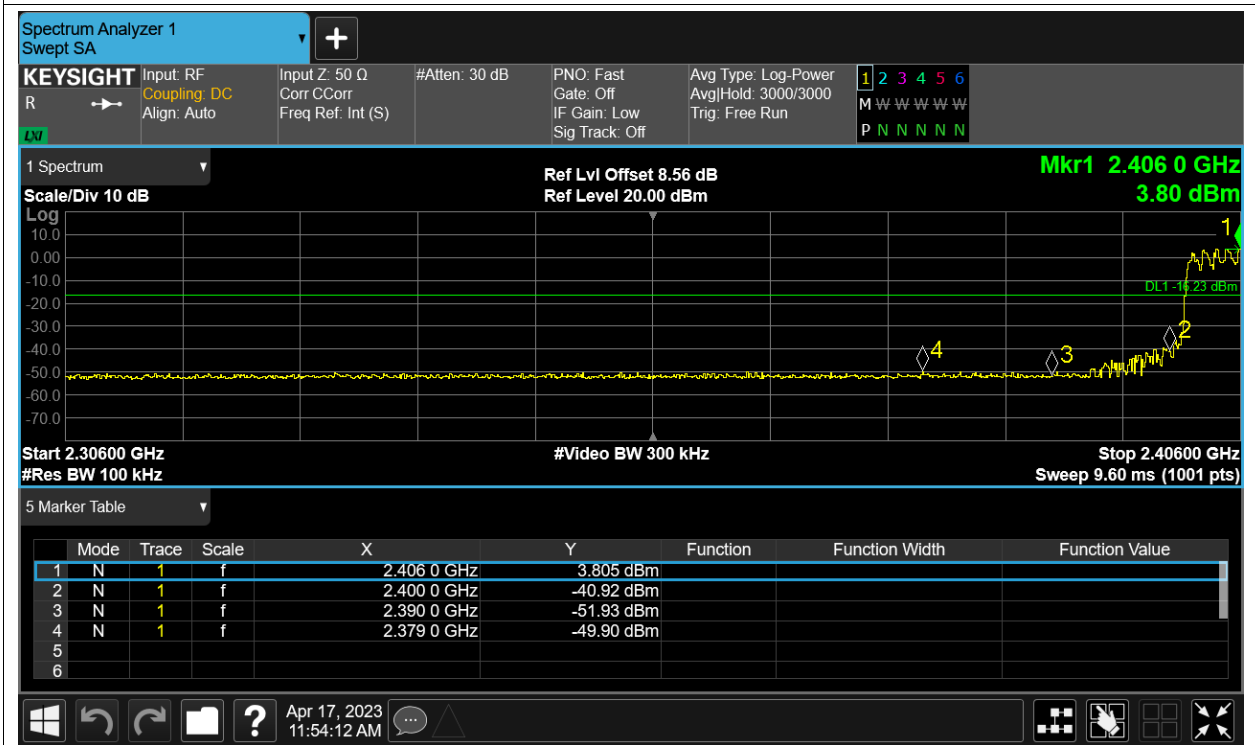 Spectrum Analyzer 1
Swept SA
+
KEYSIGHT Input: RF Input Z: 50 Ω #Atten: 30 dB PNO: Fast Avg Type: Log-Power 1 2 3 4 5 6
R Coupling: DC Corr CCorr Gate: Off Avg|Hold: 3000/3000 M W W W W W
Align: Auto Freq Ref: Int (S) IF Gain: Low Trig: Free Run
LXI Sig Track: Off P N N N N N
1 Spectrum Ref Lvl Offset 8.56 dB Mkr1 2.406 0 GHz
Scale/Div 10 dB Ref Level 20.00 dBm 3.80 dBm
Log
1
10.0
0.00
-10.0
DL1 -16.23 dBm
-20.0
-30.0
2
-40.0
4
3
-50.0
-60.0
-70.0
Start 2.30600 GHz #Video BW 300 kHz Stop 2.40600 GHz
#Res BW 100 kHz Sweep 9.60 ms (1001 pts)
5 Marker Table
Mode Trace Scale X Y Function Function Width Function Value
1 N 1 f 2.406 0 GHz 3.805 dBm
2 N 1 f 2.400 0 GHz -40.92 dBm
3 N 1 f 2.390 0 GHz -51.93 dBm
4 N 1 f 2.379 0 GHz -49.90 dBm
5
6
? Apr 17, 2023
11:54:12 AM